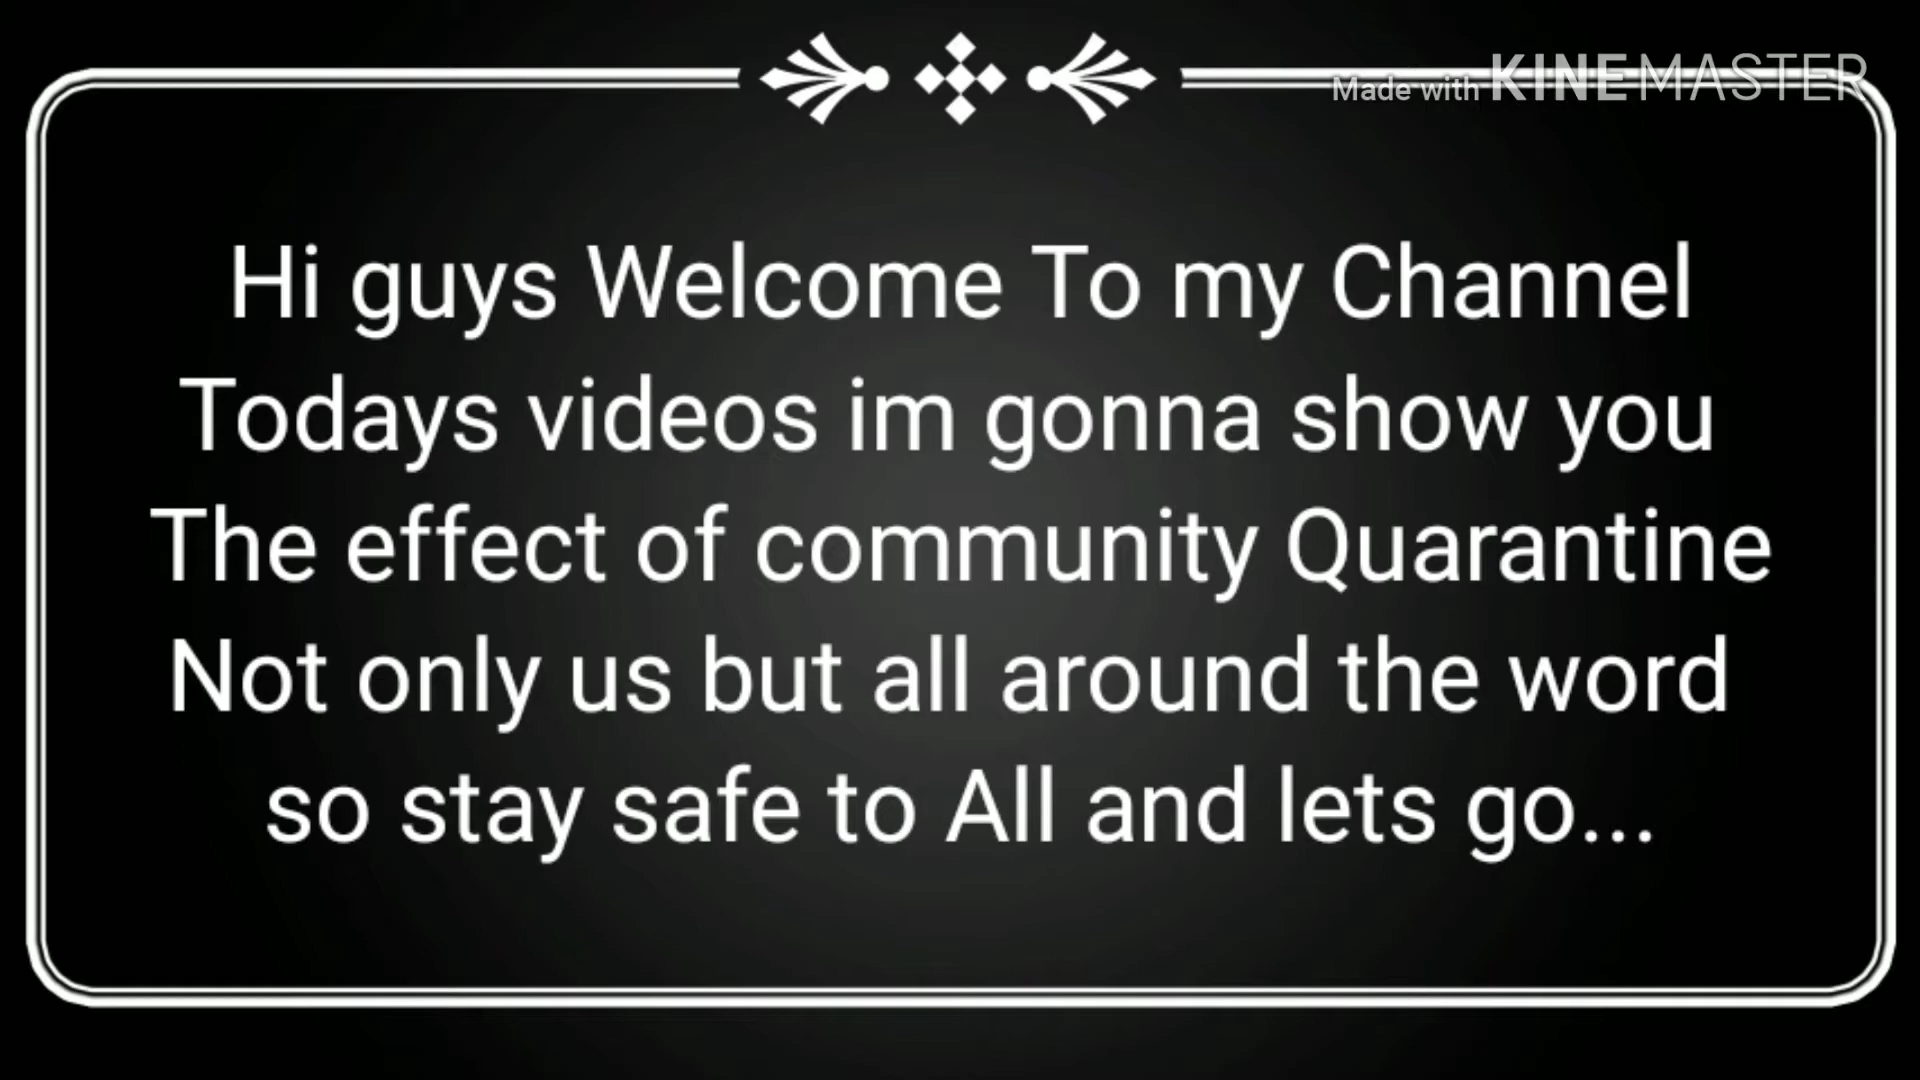 Made with KINEMASTER
Hi guys Welcome To my Channel
Todays videos im gonna show you
The effect of community Quarantine
Not only us but all around the word
so stay safe to All and lets go...